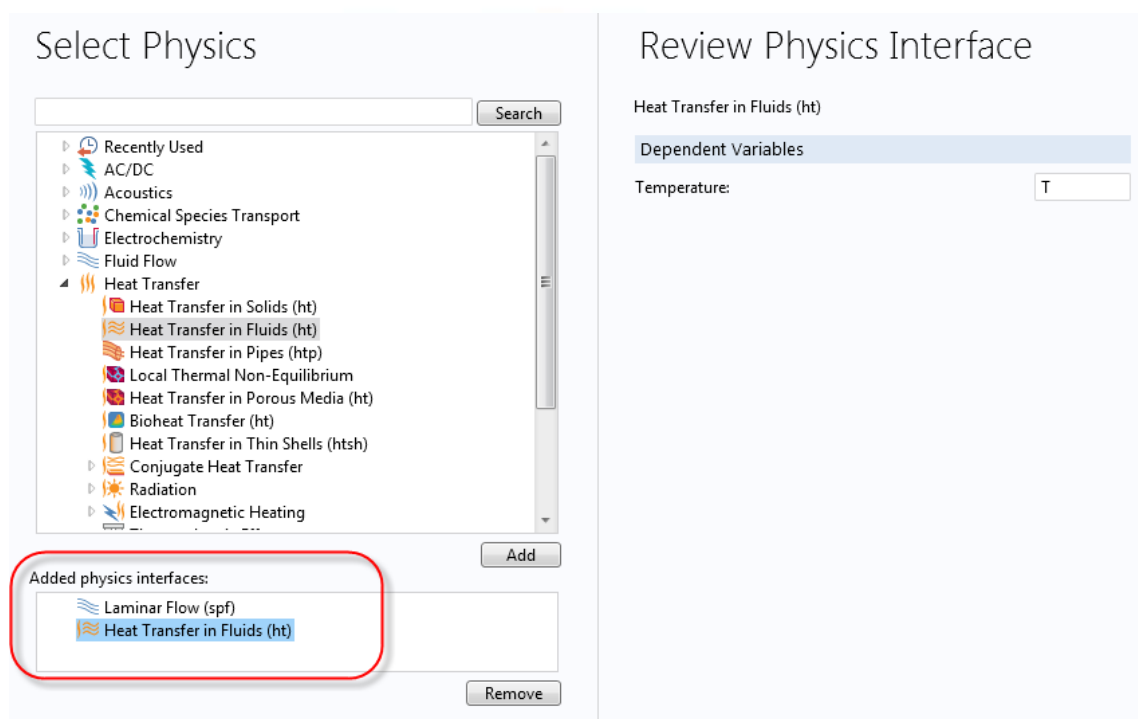 Select Physics
Search
Recently Used
AC/DC
Acoustics
Chemical Species Transport
Electrochemistry
Fluid Flow
Heat Transfer
Heat Transfer in Solids (ht)
Heat Transfer in Fluids (ht)
Heat Transfer in Pipes (htp)
Local Thermal Non-Equilibrium
Heat Transfer in Porous Media (ht)
Bioheat Transfer (ht)
Heat Transfer in Thin Shells (htsh)
Conjugate Heat Transfer
Radiation
Electromagnetic Heating
Add
Added physics interfaces:
Laminar Flow (spf)
Heat Transfer in Fluids (ht)
Remove
Review Physics Interface
Heat Transfer in Fluids (ht)
Dependent Variables
Temperature: T